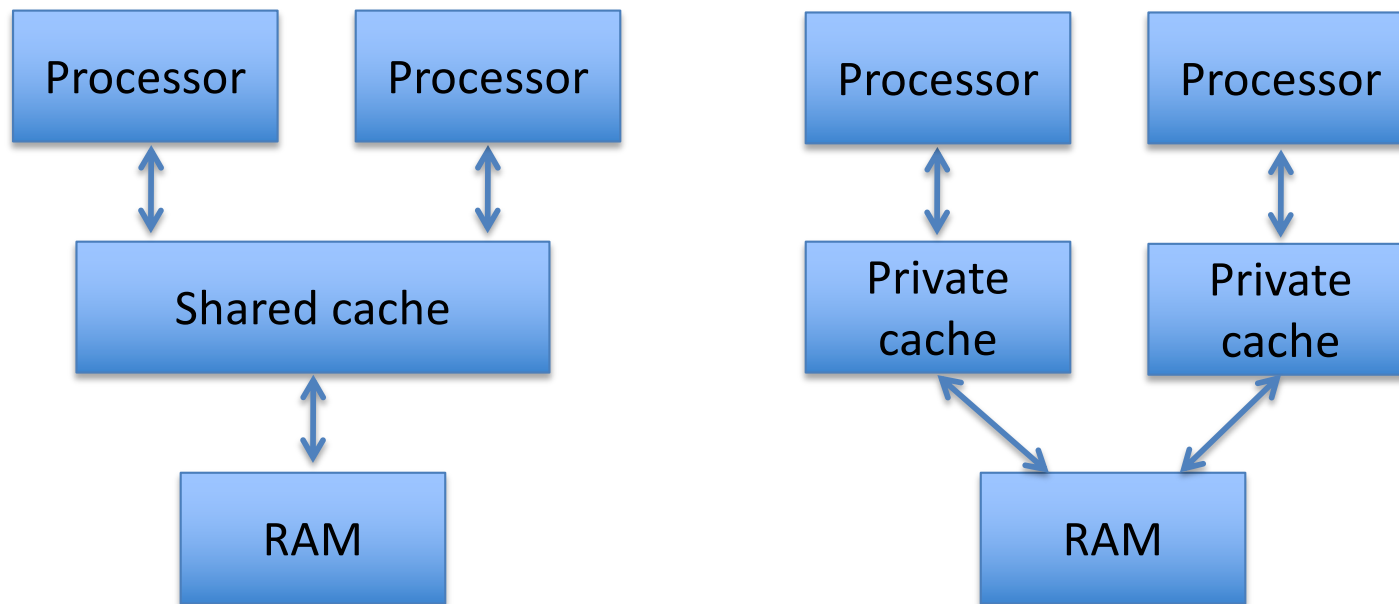 Processor
Processor
Shared cache
RAM
Processor
Processor
Private
cache
Private
cache
RAM